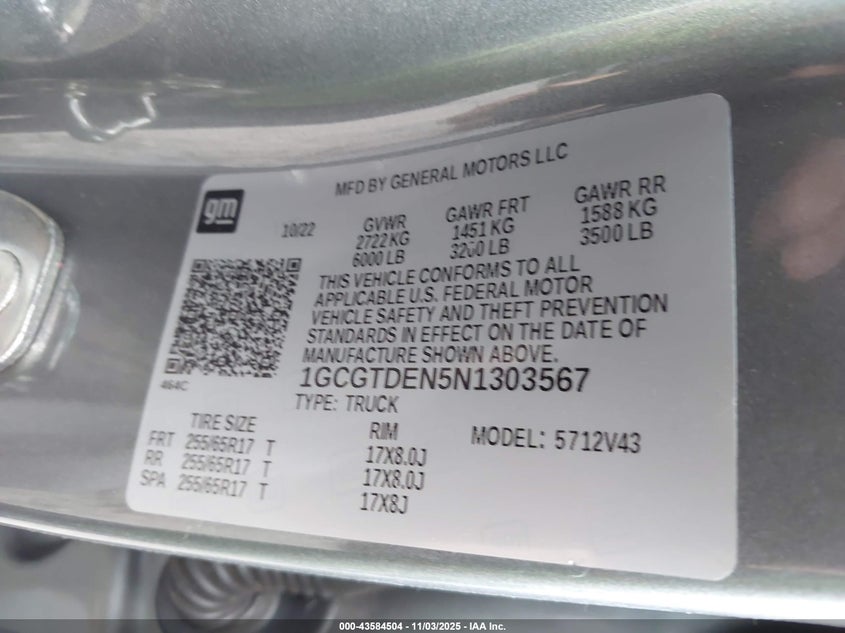 gm
MFD BY GENERAL MOTORS LLC
10/22
GVWR
2722 KG
6000 LB
GAWR FRT
1451 KG
3200 LB
GAWR RR
1588 KG
3500 LB
THIS VEHICLE CONFORMS TO ALL
APPLICABLE U.S. FEDERAL MOTOR
VEHICLE SAFETY AND THEFT PREVENTION
STANDARDS IN EFFECT ON THE DATE OF
MANUFACTURE SHOWN ABOVE.
464C
1GCGTDEN5N1303567
TYPE: TRUCK
TIRE SIZE
RIM
MODEL: 5712V43
FRT 255/65R17 T 17X8.0J
RR 255/65R17 T 17X8.0J
SPA 255/65R17 T 17X8J
000-43584504 - 11/03/2025 - IAA Inc.